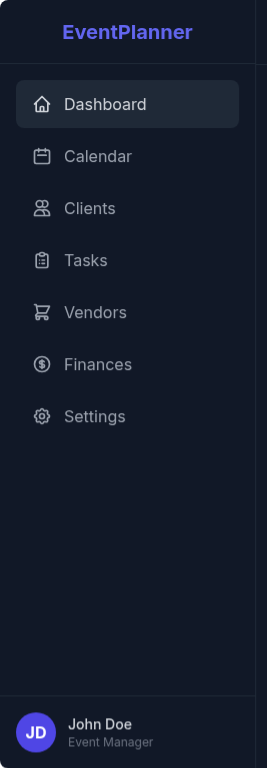 EventPlanner
Dashboard
Calendar
Clients
Tasks
Vendors
Finances
Settings
JD
John Doe
Event Manager